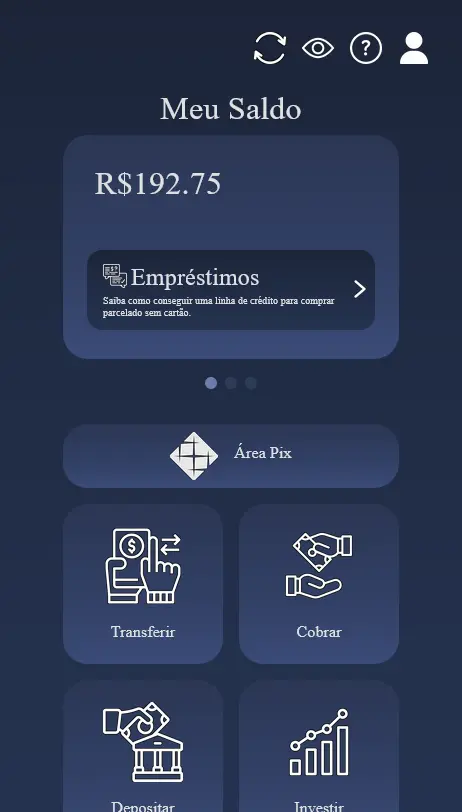 Meu Saldo
R$192.75
Empréstimos
Saiba como conseguir uma linha de crédito para comprar
parcelado sem cartão.
Área Pix
Transferir
Cobrar
Depositar
Investir